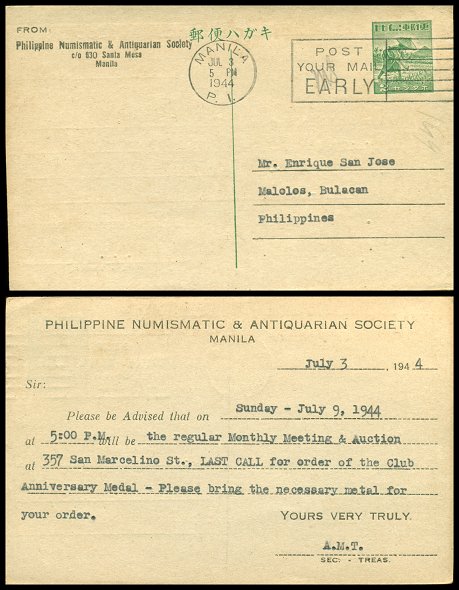 FROM:
Philippine Numismatic & Antiquarian Society
c/o 630 Santa Mesa
Manila
郵便ハガキ
MANILA
JUL 3
5 PM
1944
P. I.
POST
YOUR MAIL
EARLY
Mr. Enrique San Jose
Malolos, Bulacan
Philippines
PHILIPPINE NUMISMATIC & ANTIQUARIAN SOCIETY
MANILA
July 3, 1944
Sir:
Please be Advised that on Sunday - July 9, 1944
at 5:00 P.M. will be the regular Monthly Meeting & Auction
at 357 San Marcelino St., LAST CALL for order of the Club
Anniversary Medal - Please bring the necessary metal for
your order. YOURS VERY TRULY.
A.M.T.
SEC. - TREAS.